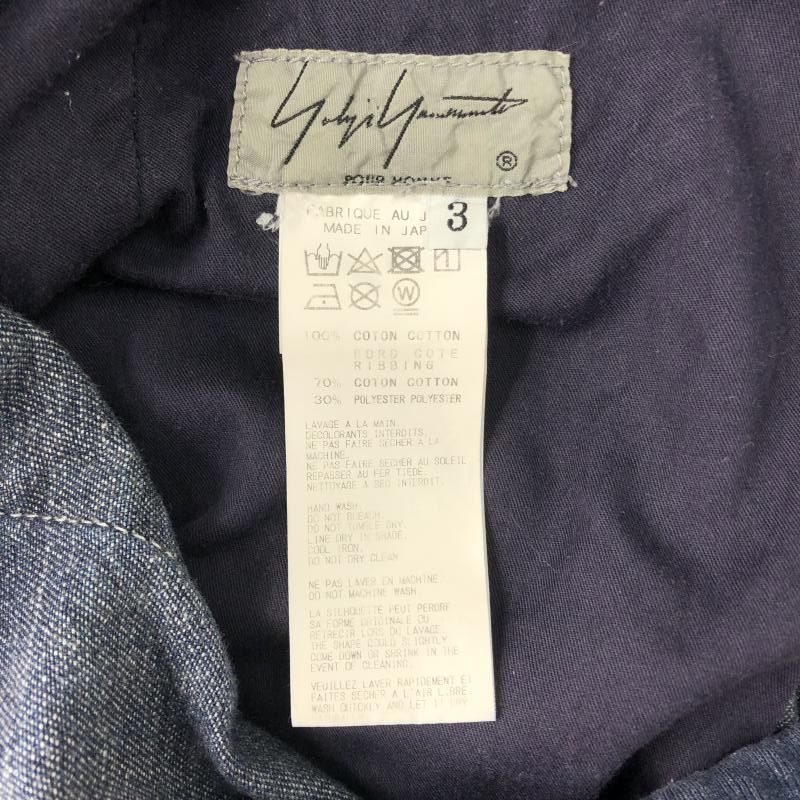 Yohji Yamamoto
®
POUR HOMME
FABRIQUE AU J
3
MADE IN JAP
W
100% COTON COTTON
BORD COTE
RIBBING
70% COTON COTTON
30% POLYESTER POLYESTER
LAVAGE A LA MAIN.
DECOLORANTS INTERDITS.
NE PAS FAIRE SECHER A LA
MACHINE.
NE PAS FAIRE SECHER AU SOLEIL.
REPASSER AU FER TIEDE.
NETTOYAGE A SEC INTERDIT.
HAND WASH.
DO NOT BLEACH.
DO NOT TUMBLE DRY.
LINE DRY IN SHADE.
COOL IRON.
DO NOT DRY CLEAN
NE PAS LAVER EN MACHINE.
DO NOT MACHINE WASH
LA SILHOUETTE PEUT PERDRE
SA FORME ORIGINALE OU
RETRECIR LORS DU LAVAGE.
THE SHAPE COULD SLIGHTLY
COME DOWN OR SHRINK IN THE
EVENT OF CLEANING.
VEUILLEZ LAVER RAPIDEMENT ET
FAITES SECHER A L'AIR LIBRE.
WASH QUICKLY AND LET IT DRY